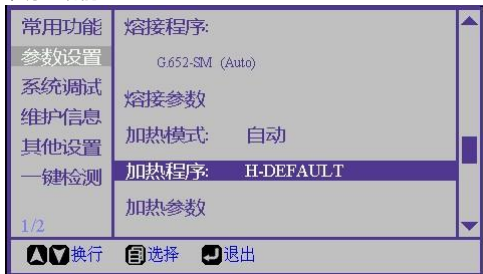 常用功能
参数设置
系统调试
维护信息
其他设置
一键检测
1/2
熔接程序:
G.652-SM (Auto)
熔接参数
加热模式: 自动
加热程序: H-DEFAULT
加热参数
换行 选择 退出